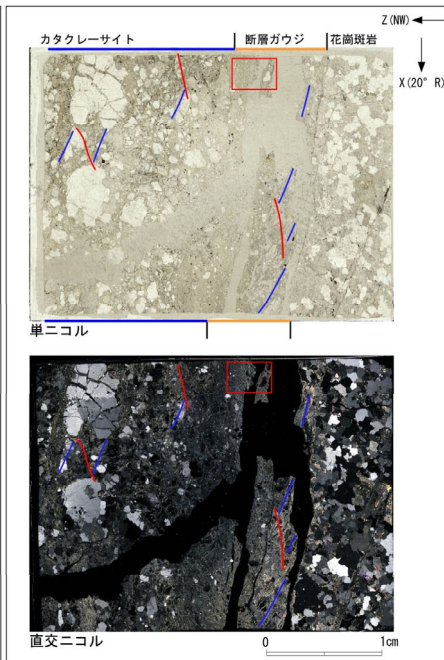 Z(NW)
カタクレーサイト 断層ガウジ 花崗斑岩
X(20° R)
単ニコル
直交ニコル
0 1cm